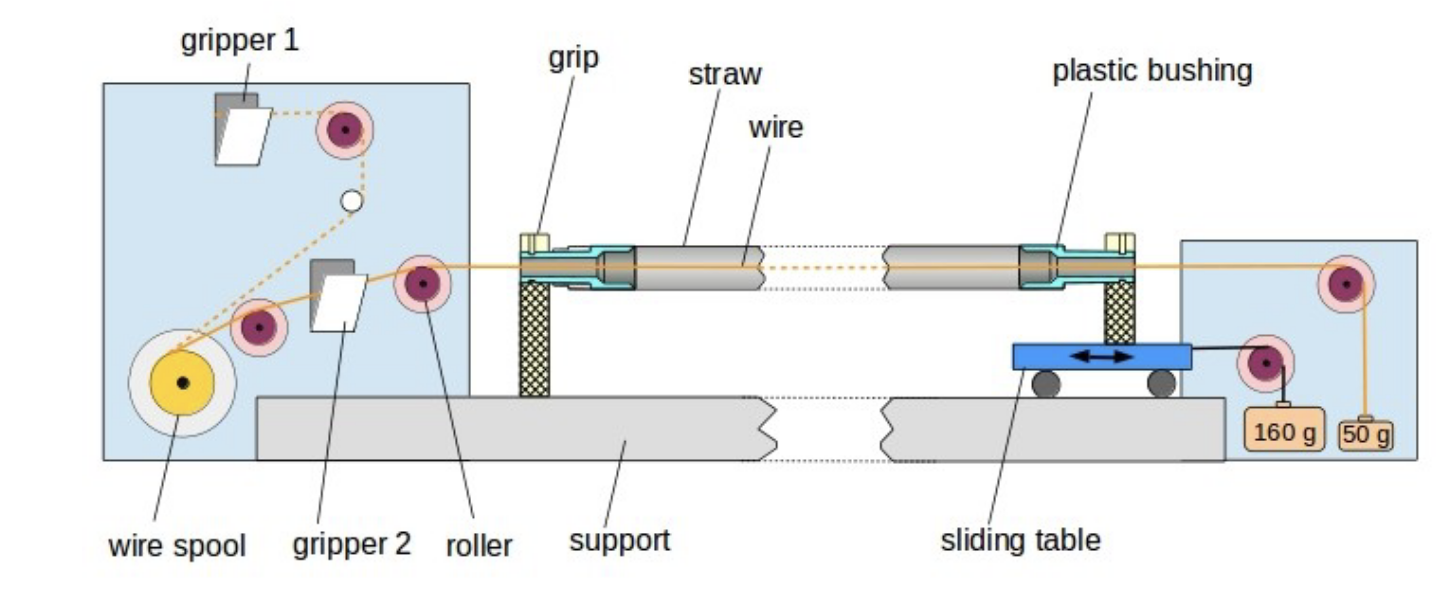 gripper 1
grip
straw
plastic bushing
wire
160 g
50 g
wire spool
gripper 2
roller
support
sliding table